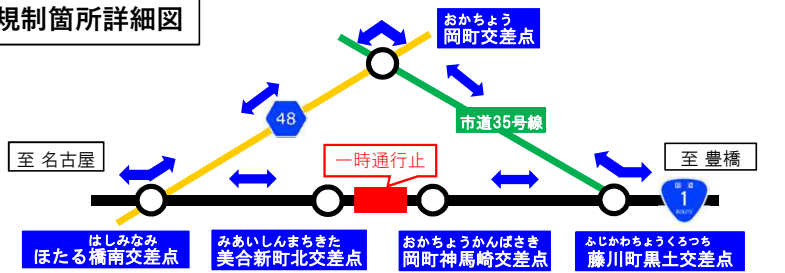 規制箇所詳細図
おかちょう
岡町交差点
48
市道35号線
至 名古屋
一時通行止
至 豊橋
国道
1
ROUTE
はしみなみ
ほたる橋南交差点
みあいしんまちきた
美合新町北交差点
おかちょうかんばさき
岡町神馬崎交差点
ふじかわちょうくろつち
藤川町黒土交差点